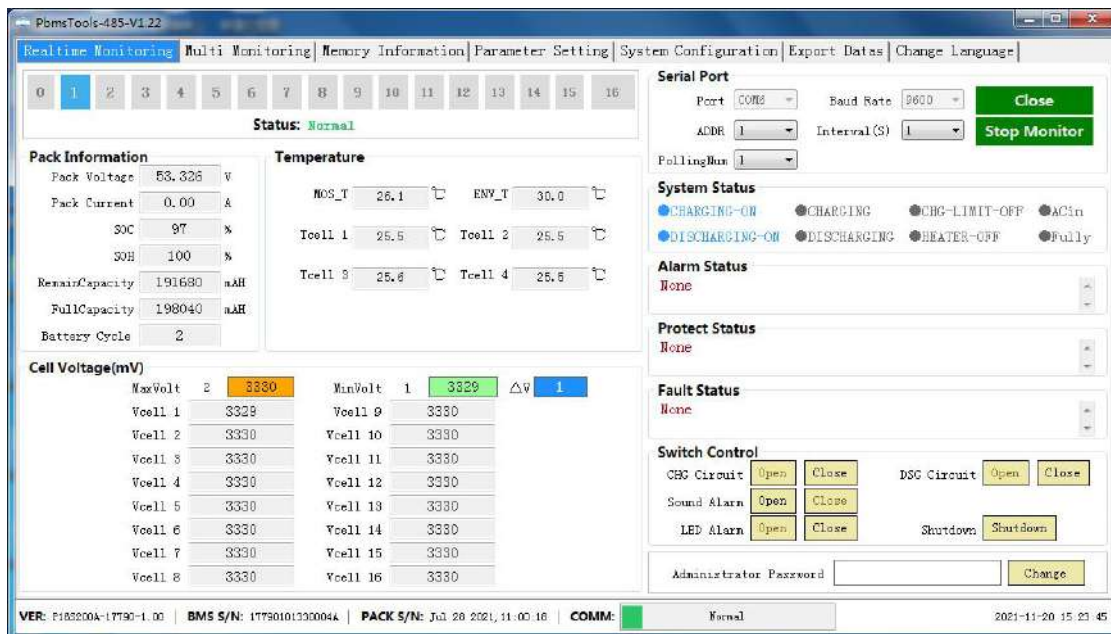 PbmsTools-485-V1.22
Realtime Monitoring Multi Monitoring Memory Information Parameter Setting System Configuration Export Datas Change Language
0 1 2 3 4 5 6 7 8 9 10 11 12 13 14 15 16
Status: Normal
Pack Information
Pack Voltage 53.326 V
Pack Current 0.00 A
SOC 97 %
SOH 100 %
RemainCapacity 191680 mAH
FullCapacity 198040 mAH
Battery Cycle 2
Temperature
MOS_T 26.1 ℃ ENV_T 30.0 ℃
Tcell 1 25.5 ℃ Tcell 2 25.5 ℃
Tcell 3 25.6 ℃ Tcell 4 25.5 ℃
Cell Voltage(mV)
MaxVolt 2 3330 MinVolt 1 3329 △V 1
Vcell 1 3329 Vcell 9 3330
Vcell 2 3330 Vcell 10 3330
Vcell 3 3330 Vcell 11 3330
Vcell 4 3330 Vcell 12 3330
Vcell 5 3330 Vcell 13 3330
Vcell 6 3330 Vcell 14 3330
Vcell 7 3330 Vcell 15 3330
Vcell 8 3330 Vcell 16 3330
Serial Port
Port COM6 Baud Rate 9600 Close
ADDR 1 Interval(S) 1 Stop Monitor
PollingNum 1
System Status
CHARGING-ON CHARGING CHG-LIMIT-OFF ACin
DISCHARGING-ON DISCHARGING HEATER-OFF Fully
Alarm Status
None
Protect Status
None
Fault Status
None
Switch Control
CHG Circuit Open Close DSG Circuit Open Close
Sound Alarm Open Close
LED Alarm Open Close Shutdown Shutdown
Administrator Password Change
VER: P16S200A-17790-1.00 BMS S/N: PACK S/N: Jul 28 2021,11:00:16 COMM: Normal 2021-11-20 15:23:45